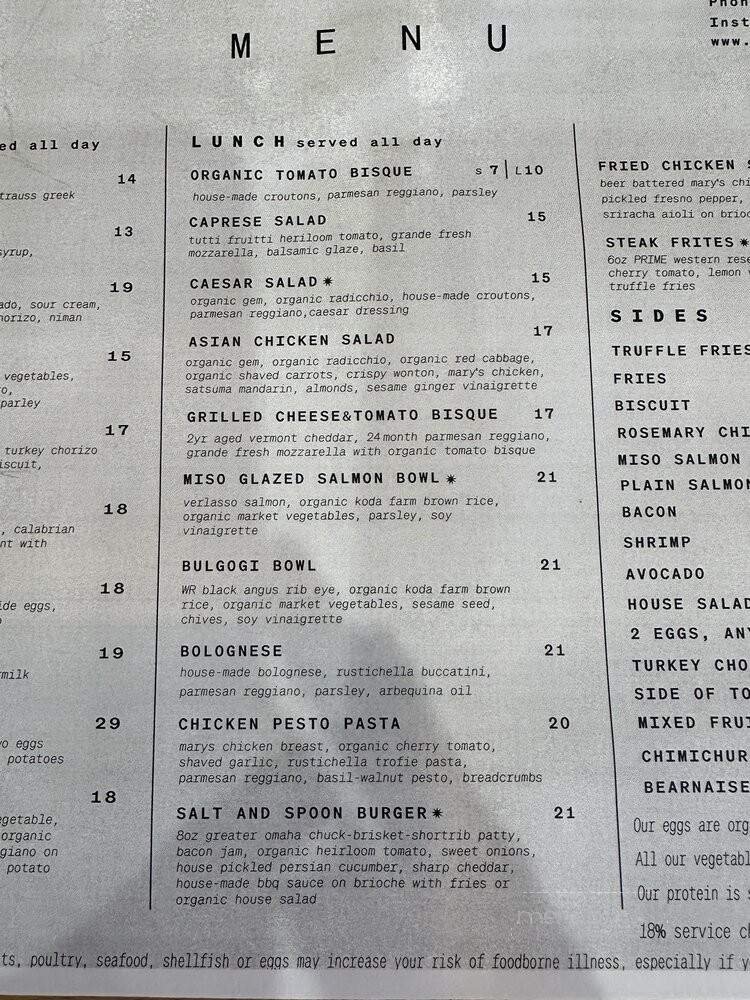 M E N U
Inst
www.
ed all day
14
trauss greek
13
syrup,
19
ado, sour cream,
horizo, niman
15
vegetables,
to,
parley
17
turkey chorizo
iscuit,
18
, calabrian
nt with
18
ide eggs,
19
rmilk
29
wo eggs
potatoes
18
egetable,
organic
giano on
potato
LUNCH served all day
ORGANIC TOMATO BISQUE S 7 | L10
house-made croutons, parmesan reggiano, parsley
CAPRESE SALAD 15
tutti fruitti heriloom tomato, grande fresh
mozzarella, balsamic glaze, basil
CAESAR SALAD✷ 15
organic gem, organic radicchio, house-made croutons,
parmesan reggiano,caesar dressing
ASIAN CHICKEN SALAD 17
organic gem, organic radicchio, organic red cabbage,
organic shaved carrots, crispy wonton, mary's chicken,
satsuma mandarin, almonds, sesame ginger vinaigrette
GRILLED CHEESE&TOMATO BISQUE 17
2yr aged vermont cheddar, 24month parmesan reggiano,
grande fresh mozzarella with organic tomato bisque
MISO GLAZED SALMON BOWL✷ 21
verlasso salmon, organic koda farm brown rice,
organic market vegetables, parsley, soy
vinaigrette
BULGOGI BOWL 21
WR black angus rib eye, organic koda farm brown
rice, organic market vegetables, sesame seed,
chives, soy vinaigrette
BOLOGNESE 21
house-made bolognese, rustichella buccatini,
parmesan reggiano, parsley, arbequina oil
CHICKEN PESTO PASTA 20
marys chicken breast, organic cherry tomato,
shaved garlic, rustichella trofie pasta,
parmesan reggiano, basil-walnut pesto, breadcrumbs
SALT AND SPOON BURGER✷ 21
8oz greater omaha chuck-brisket-shortrib patty,
bacon jam, organic heirloom tomato, sweet onions,
house pickled persian cucumber, sharp cheddar,
house-made bbq sauce on brioche with fries or
organic house salad
FRIED CHICKEN S
beer battered mary's chi
pickled fresno pepper,
sriracha aioli on brioc
STEAK FRITES✷
6oz PRIME western rese
cherry tomato, lemon v
truffle fries
SIDES
TRUFFLE FRIES
FRIES
BISCUIT
ROSEMARY CHI
MISO SALMON
PLAIN SALMON
BACON
SHRIMP
AVOCADO
HOUSE SALAD
2 EGGS, ANY
TURKEY CHO
SIDE OF TO
MIXED FRUI
CHIMICHUR
BEARNAISE
Our eggs are org
All our vegetabl
Our protein is s
18% service ch
ts, poultry, seafood, shellfish or eggs may increase your risk of foodborne illness, especially if y